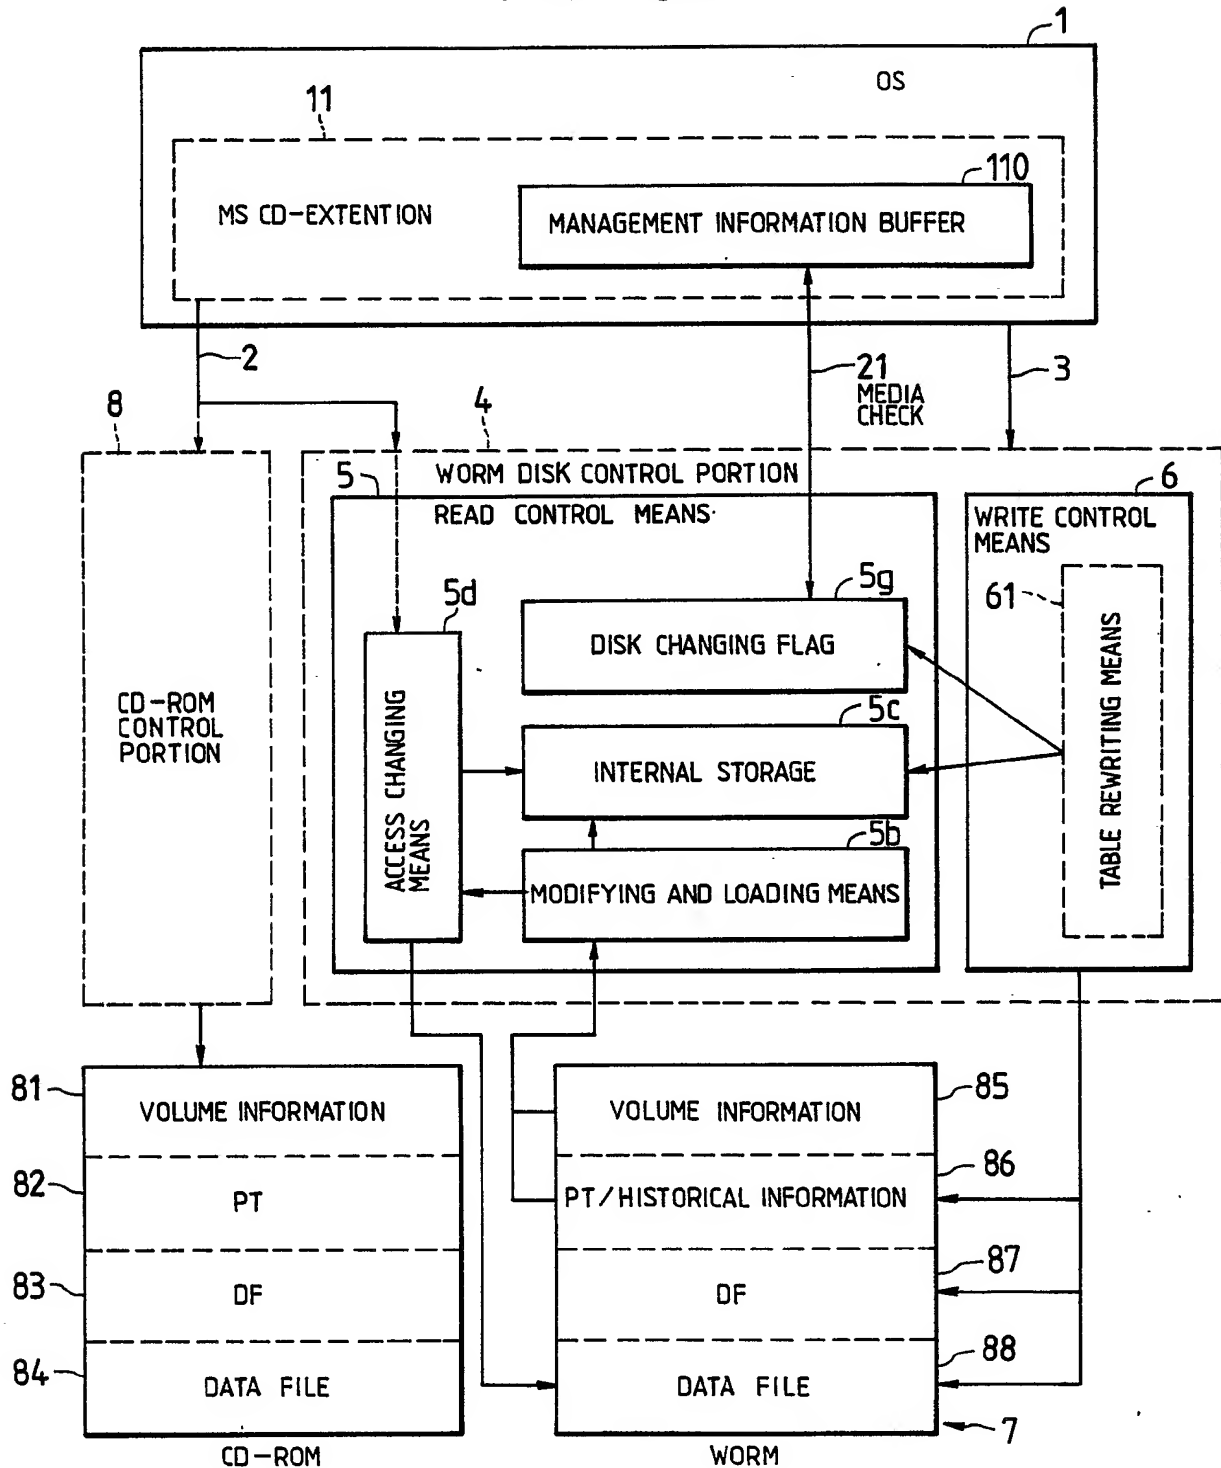 1
OS
11
110
MS CD-EXTENTION
MANAGEMENT INFORMATION BUFFER
2
21
MEDIA
CHECK
3
8
4
WORM DISK CONTROL PORTION
5
READ CONTROL MEANS
6
WRITE CONTROL
MEANS
5d
5g
61
DISK CHANGING FLAG
CD-ROM
CONTROL
PORTION
ACCESS CHANGING
MEANS
5c
INTERNAL STORAGE
TABLE REWRITING MEANS
5b
MODIFYING AND LOADING MEANS
81
VOLUME INFORMATION
85
VOLUME INFORMATION
82
PT
86
PT/HISTORICAL INFORMATION
83
DF
87
DF
84
DATA FILE
88
DATA FILE
7
CD-ROM
WORM